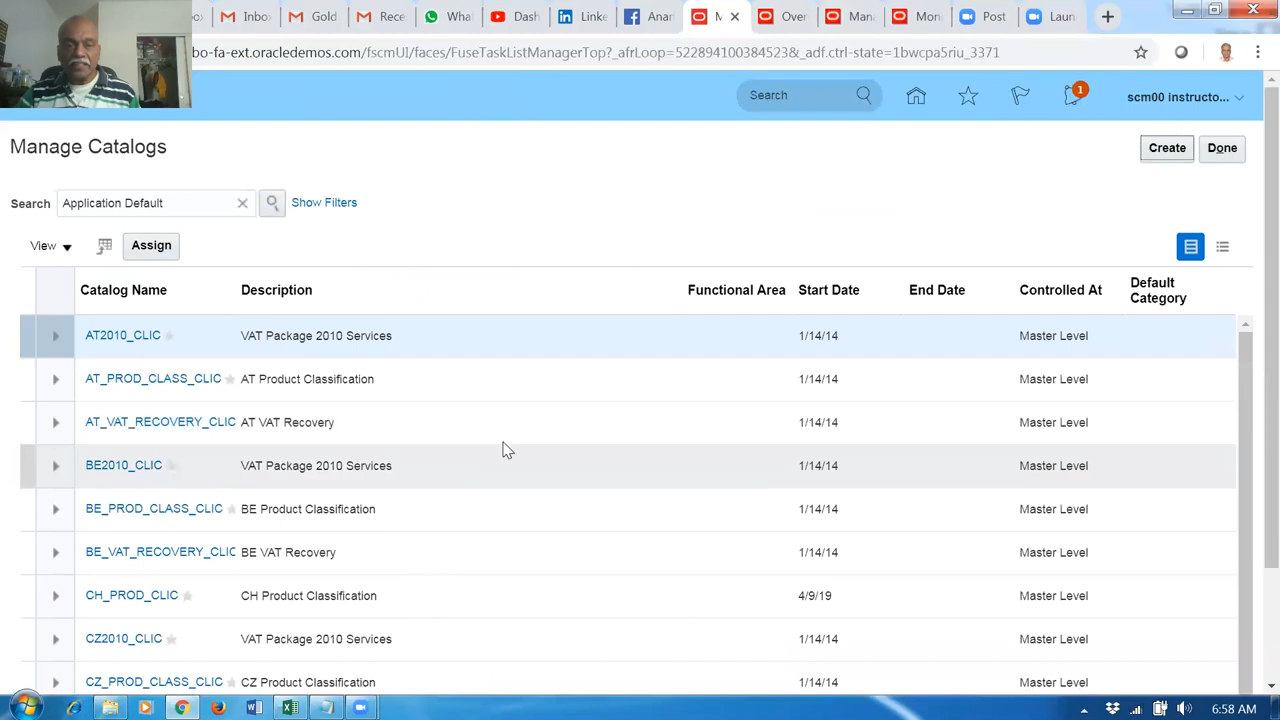 Inbo
Gold
Rece
Wha
Dash
Linke
Anan
M
Over
Mana
Mon
Post
Laun
bo-fa-ext.oracledemos.com/fscmUI/faces/FuseTaskListManagerTop?_afrLoop=5228941003845238&_adf.ctrl-state=1bwcpa5riu_3371
Search
1
scm00 instructo...
Manage Catalogs
Create
Done
Search
Application Default
Show Filters
View
Assign
Catalog Name Description Functional Area Start Date End Date Controlled At Default Category
AT2010_CLIC VAT Package 2010 Services 1/14/14 Master Level
AT_PROD_CLASS_CLIC AT Product Classification 1/14/14 Master Level
AT_VAT_RECOVERY_CLIC AT VAT Recovery 1/14/14 Master Level
BE2010_CLIC VAT Package 2010 Services 1/14/14 Master Level
BE_PROD_CLASS_CLIC BE Product Classification 1/14/14 Master Level
BE_VAT_RECOVERY_CLIC BE VAT Recovery 1/14/14 Master Level
CH_PROD_CLIC CH Product Classification 4/9/19 Master Level
CZ2010_CLIC VAT Package 2010 Services 1/14/14 Master Level
CZ_PROD_CLASS_CLIC CZ Product Classification 1/14/14 Master Level
6:58 AM